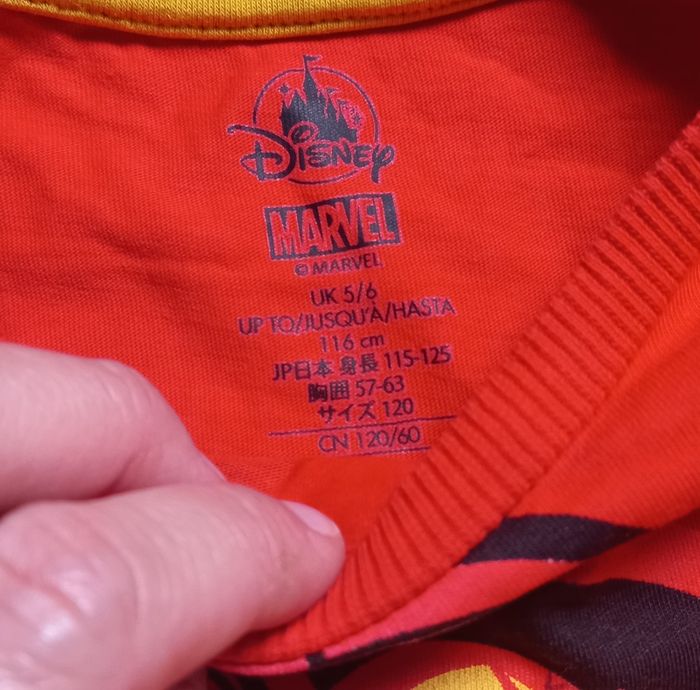 Disney
MARVEL
© MARVEL
UK 5/6
UP TO/JUSQU'À/HASTA
116 cm
JP日本 身長 115-125
胸囲 57-63
サイズ 120
CN 120/60